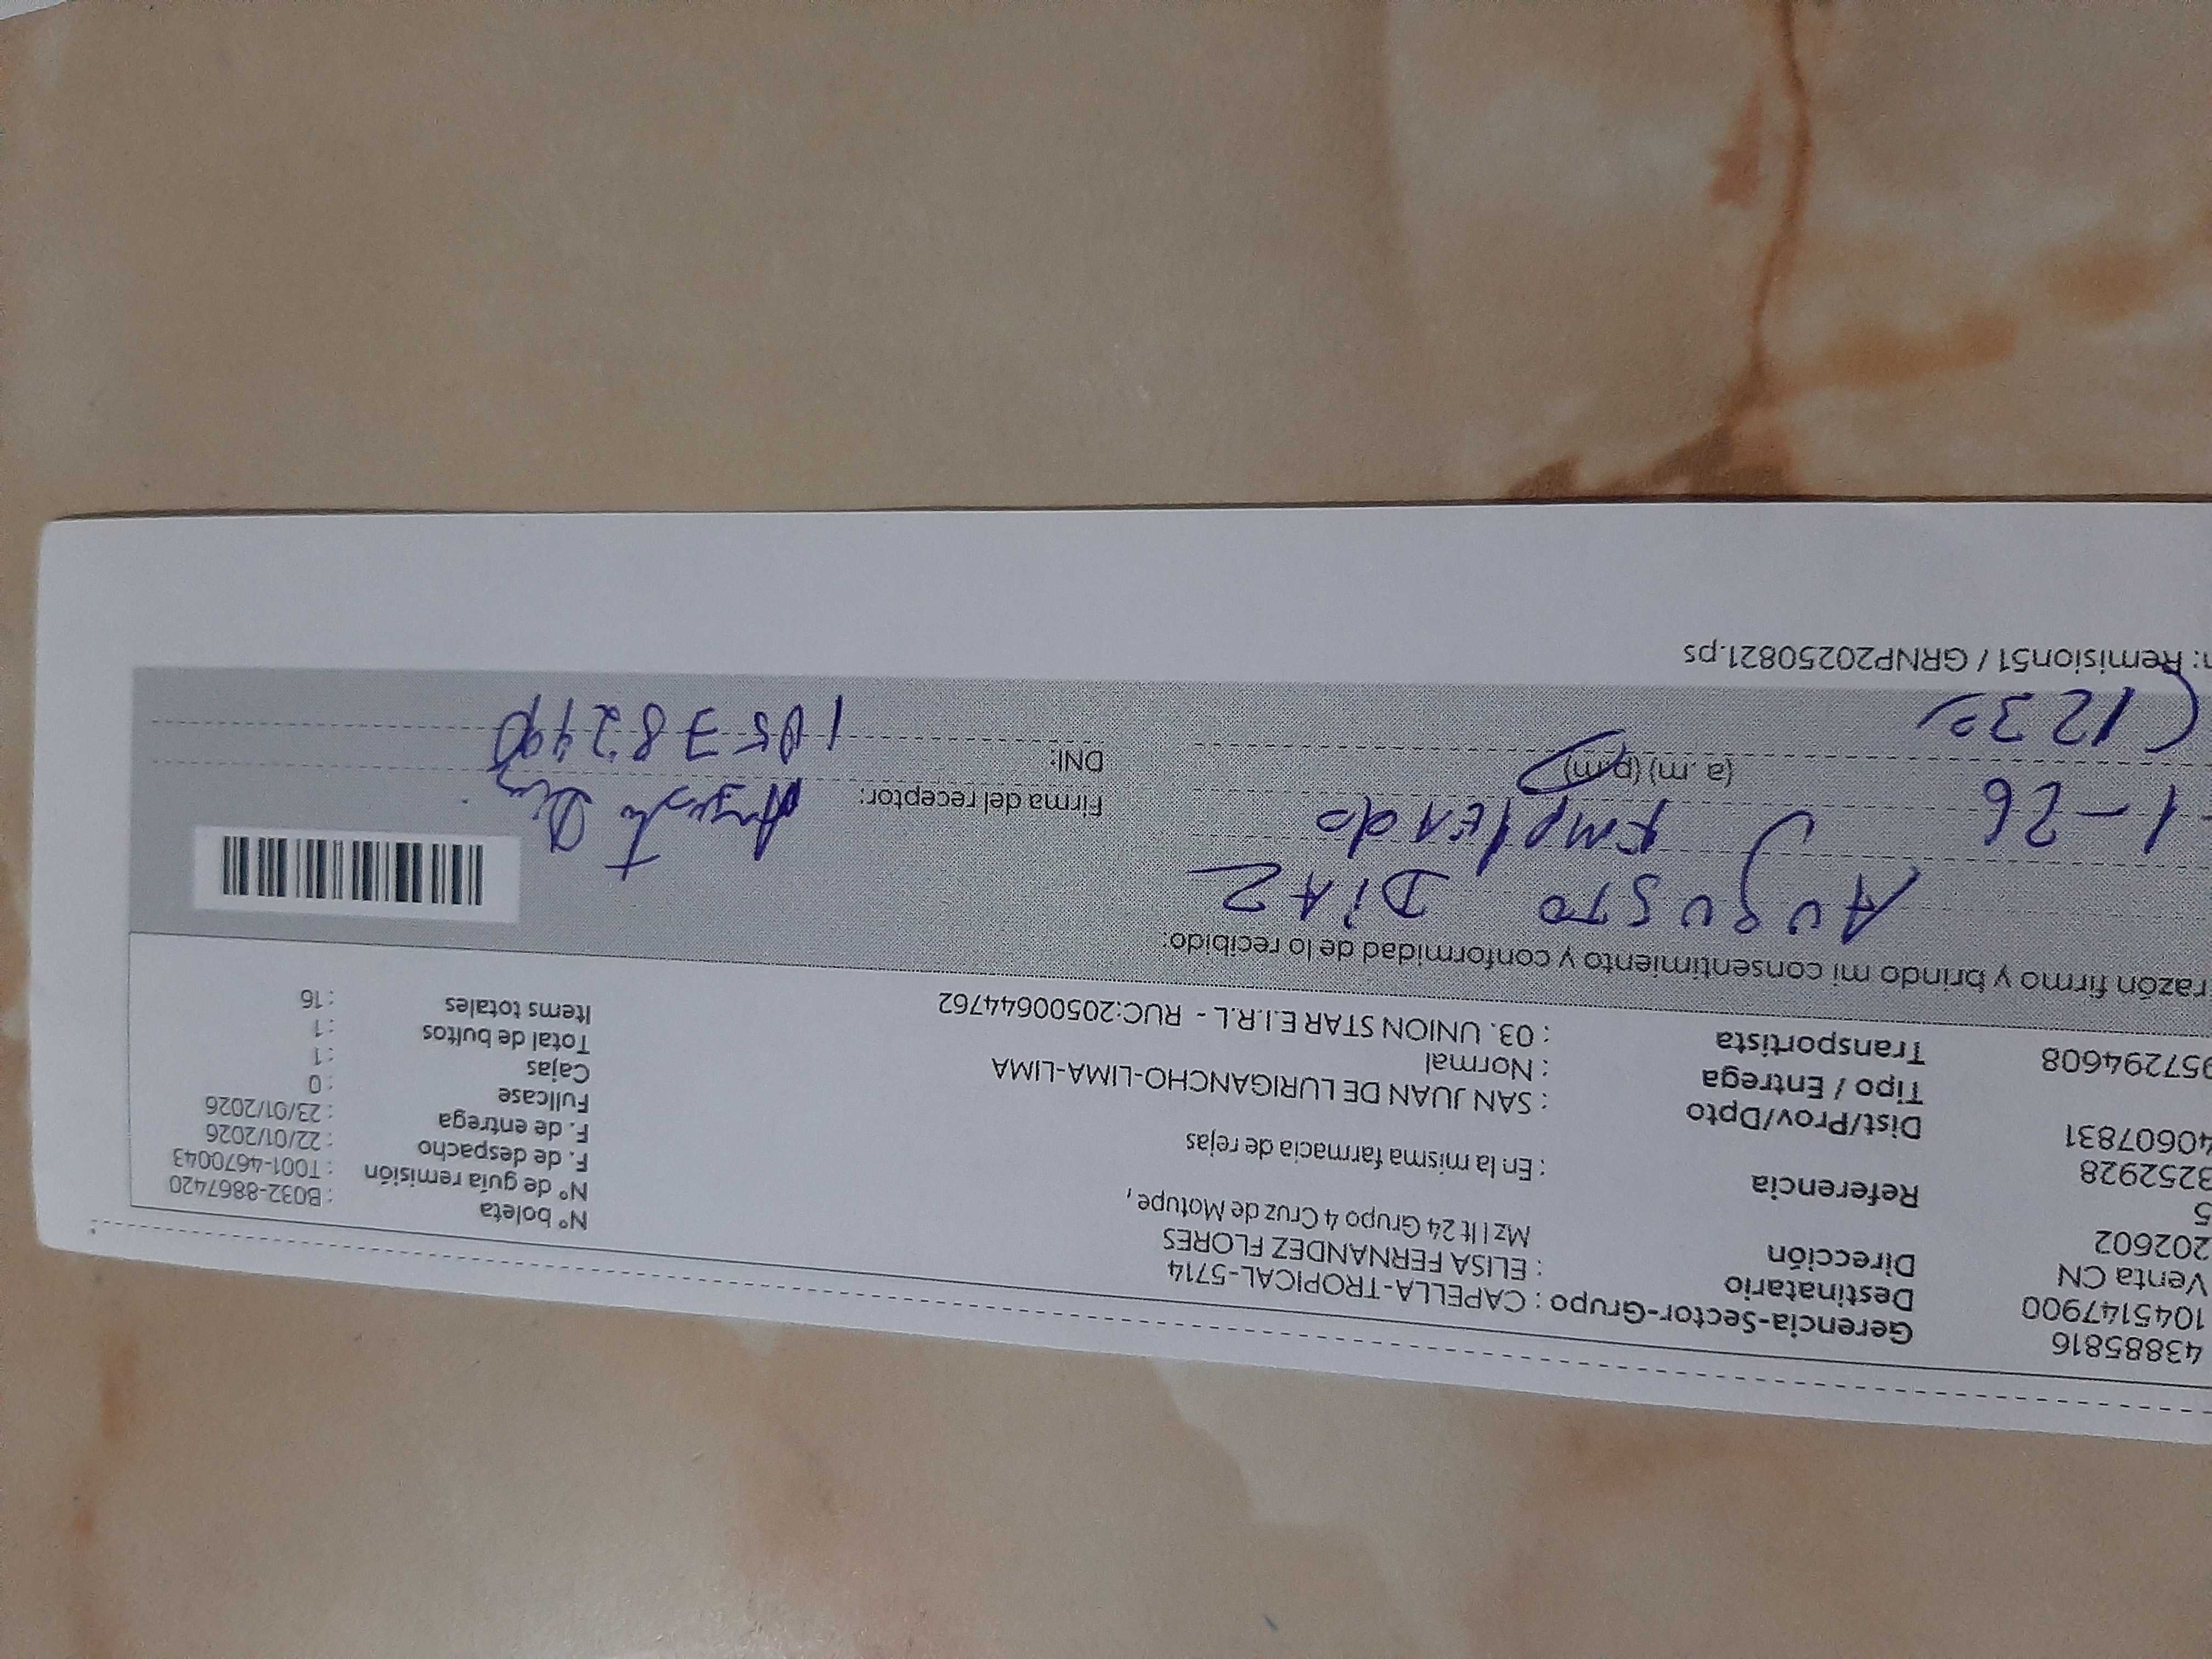 43885816 Gerencia-Sector-Grupo : CAPELLA-TROPICAL-5714 N° boleta : B032-8867420
1045147900 Destinatario : ELISA FERNANDEZ FLORES N° de guía remisión : T001-4670043
Venta CN Dirección Mz I lt 24 Grupo 4 Cruz de Motupe , F. de despacho : 22/01/2026
202602 F. de entrega : 23/01/2026
5 Referencia : En la misma farmacia de rejas Fullcase : 0
3252928 Cajas : 1
40607831 Dist/Prov/Dpto : SAN JUAN DE LURIGANCHO-LIMA-LIMA Total de bultos : 1
Tipo / Entrega : Normal Items totales : 16
957294608 Transportista : 03. UNION STAR E.I.R.L - RUC:20500644762
razón firmo y brindo mi consentimiento y conformidad de lo recibido:
AUGUSTO DiAZ
1-26 EmplEAdo Firma del receptor: Augusto Diaz
(1230 (a. m) (p.m) DNI:
: Remision51 / GRNP20250821.ps